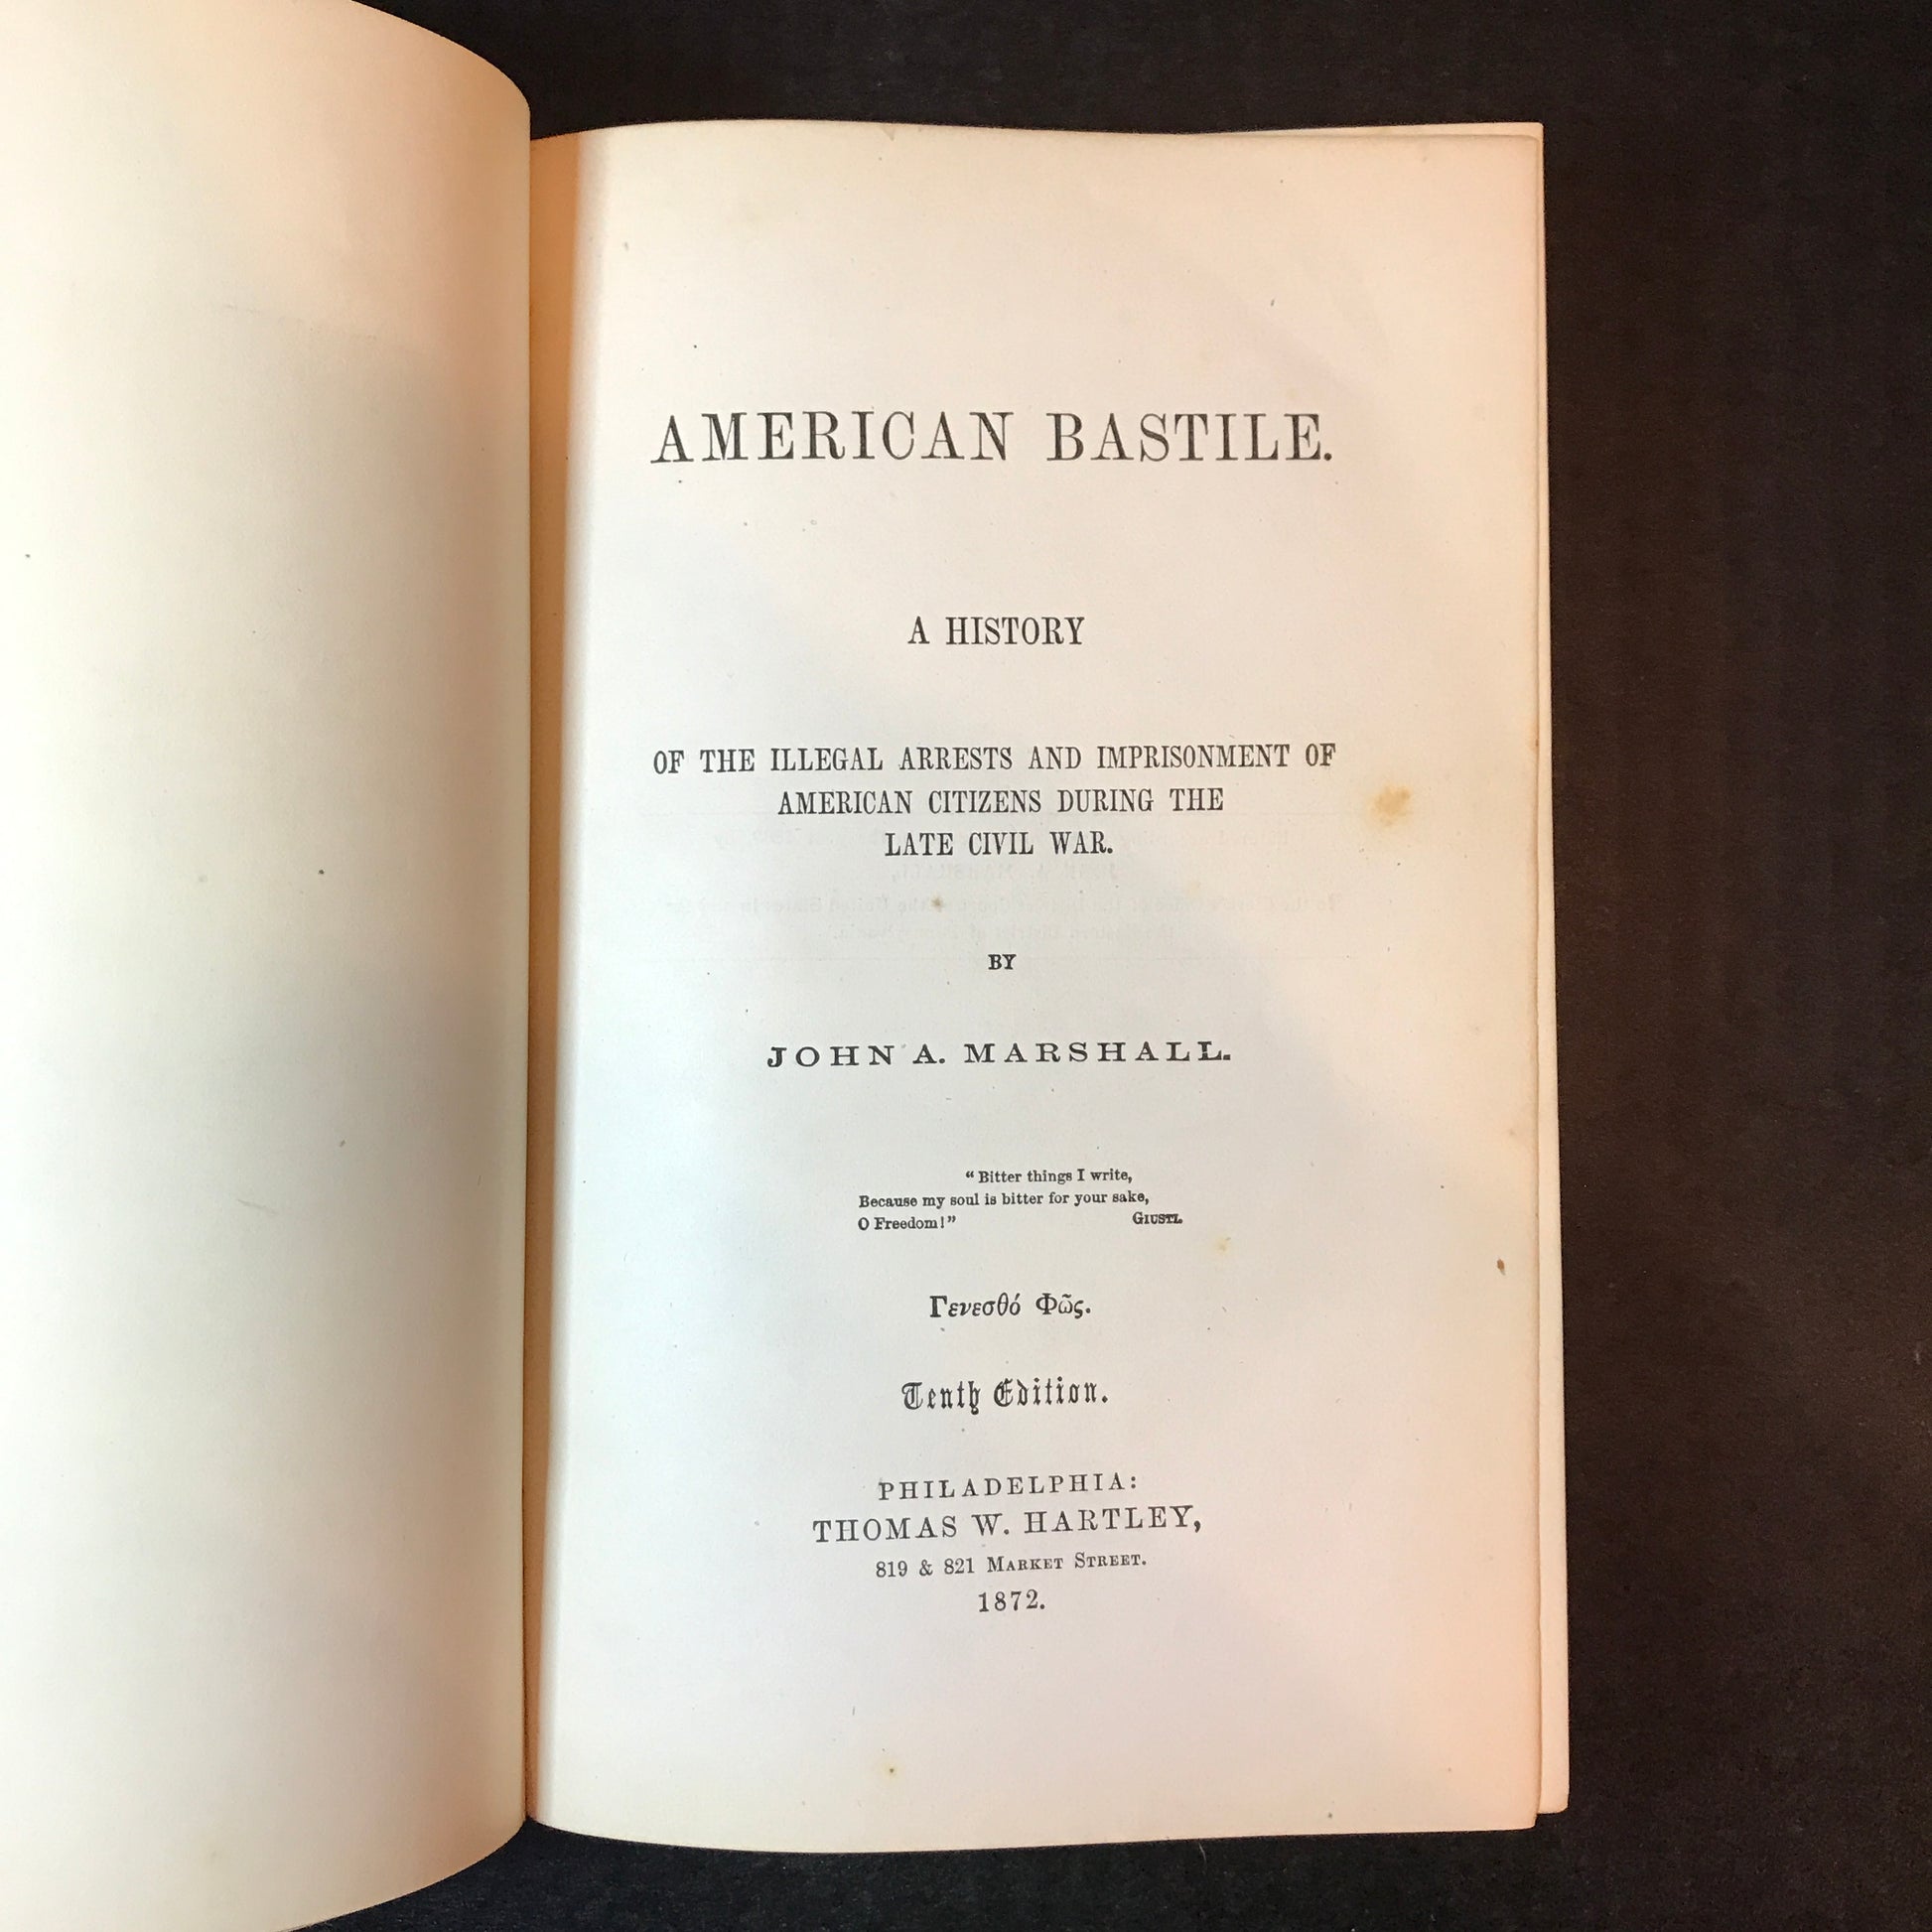 AMERICAN BASTILE.
A HISTORY
OF THE ILLEGAL ARRESTS AND IMPRISONMENT OF
AMERICAN CITIZENS DURING THE
LATE CIVIL WAR.
BY
JOHN A. MARSHALL.
“Bitter things I write,
Because my soul is bitter for your sake,
O Freedom!” GIUSTI.
Γενεσθό Φῶς.
Tenth Edition.
PHILADELPHIA:
THOMAS W. HARTLEY,
819 & 821 MARKET STREET.
1872.